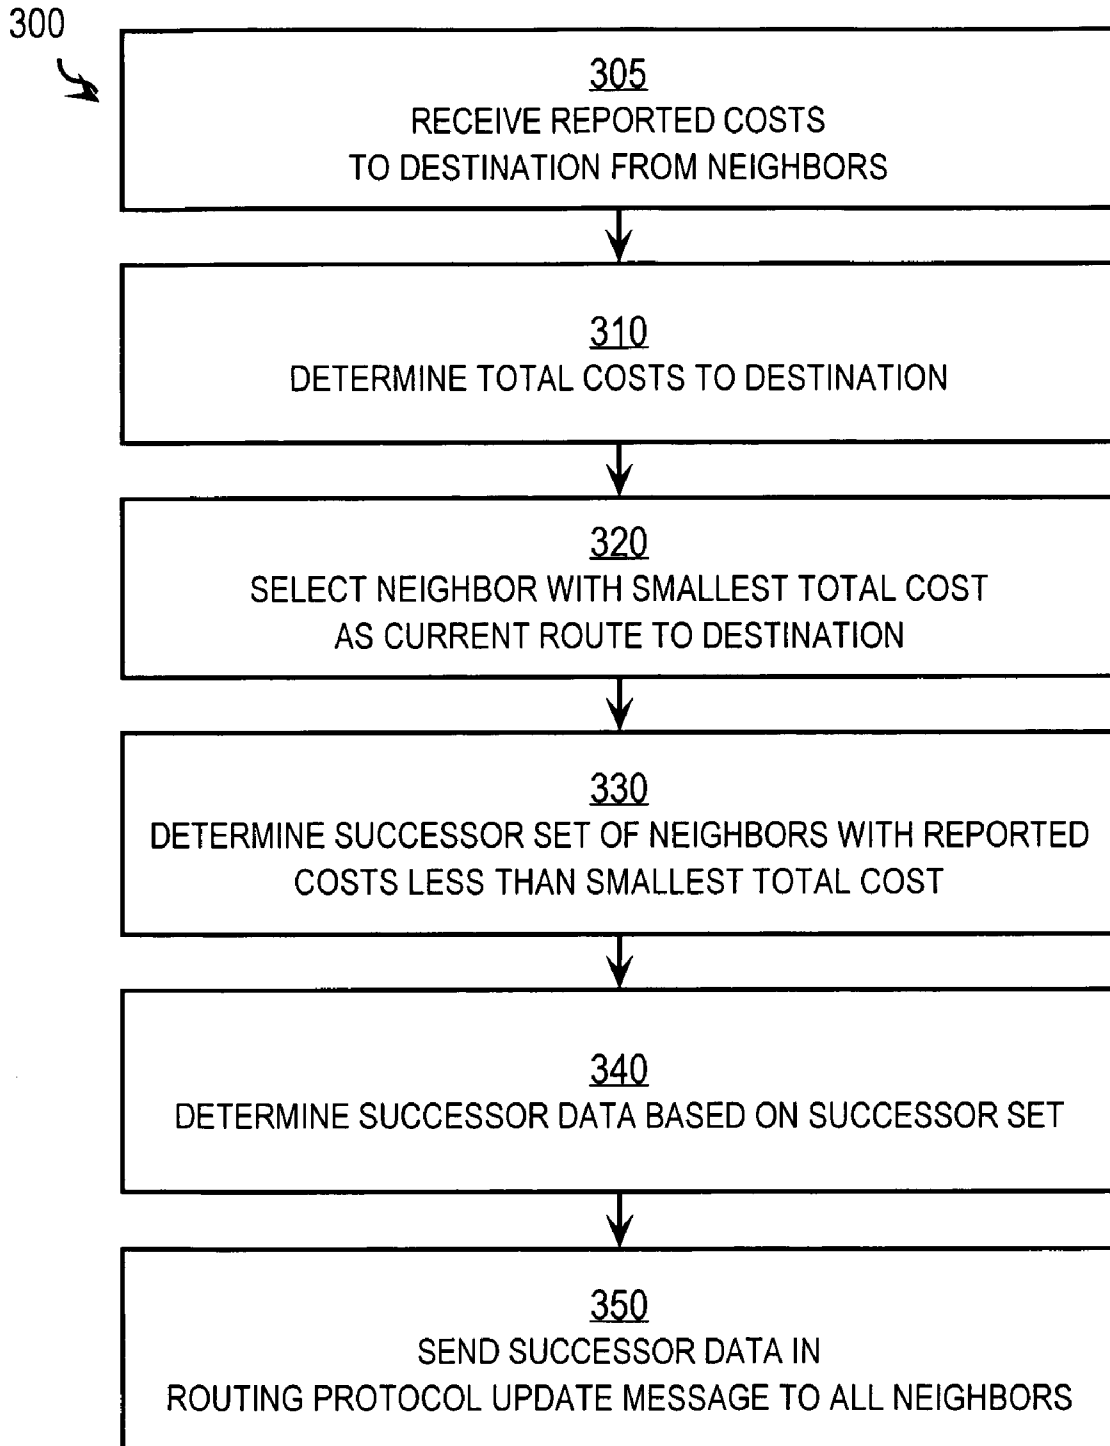 300
305
RECEIVE REPORTED COSTS
TO DESTINATION FROM NEIGHBORS
310
DETERMINE TOTAL COSTS TO DESTINATION
320
SELECT NEIGHBOR WITH SMALLEST TOTAL COST
AS CURRENT ROUTE TO DESTINATION
330
DETERMINE SUCCESSOR SET OF NEIGHBORS WITH REPORTED
COSTS LESS THAN SMALLEST TOTAL COST
340
DETERMINE SUCCESSOR DATA BASED ON SUCCESSOR SET
350
SEND SUCCESSOR DATA IN
ROUTING PROTOCOL UPDATE MESSAGE TO ALL NEIGHBORS